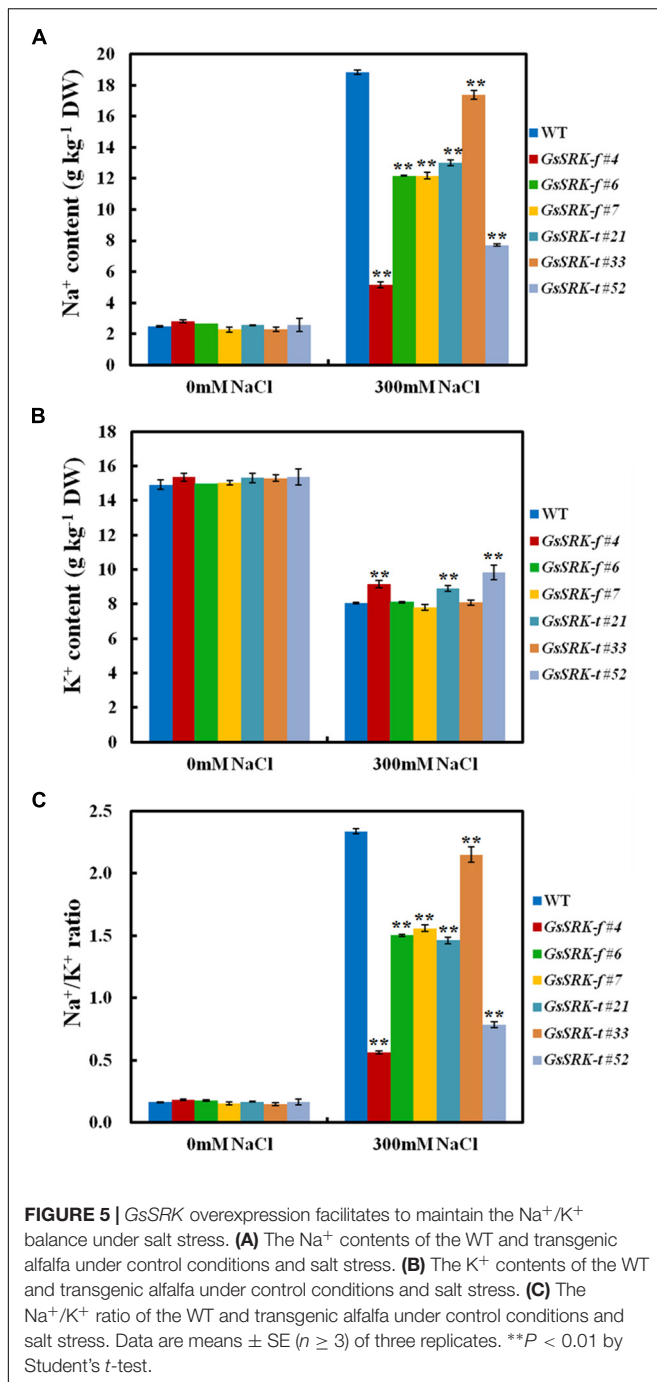 A
Na⁺ content (g kg⁻¹ DW)
20
18
16
14
12
10
8
6
4
2
0
**
**
**
**
**
**
0mM NaCl
300mM NaCl
WT
GsSRK-f#4
GsSRK-f#6
GsSRK-f#7
GsSRK-t#21
GsSRK-t#33
GsSRK-t#52
B
K⁺ content (g kg⁻¹ DW)
18
16
14
12
10
8
6
4
2
0
**
**
**
0mM NaCl
300mM NaCl
WT
GsSRK-f#4
GsSRK-f#6
GsSRK-f#7
GsSRK-t#21
GsSRK-t#33
GsSRK-t#52
C
Na⁺/K⁺ ratio
2.5
2.0
1.5
1.0
0.5
0.0
**
**
**
**
**
**
0mM NaCl
300mM NaCl
WT
GsSRK-f#4
GsSRK-f#6
GsSRK-f#7
GsSRK-t#21
GsSRK-t#33
GsSRK-t#52
FIGURE 5 | GsSRK overexpression facilitates to maintain the Na⁺/K⁺
balance under salt stress. (A) The Na⁺ contents of the WT and transgenic
alfalfa under control conditions and salt stress. (B) The K⁺ contents of the WT
and transgenic alfalfa under control conditions and salt stress. (C) The
Na⁺/K⁺ ratio of the WT and transgenic alfalfa under control conditions and
salt stress. Data are means ± SE (n ≥ 3) of three replicates. **P < 0.01 by
Student's t-test.